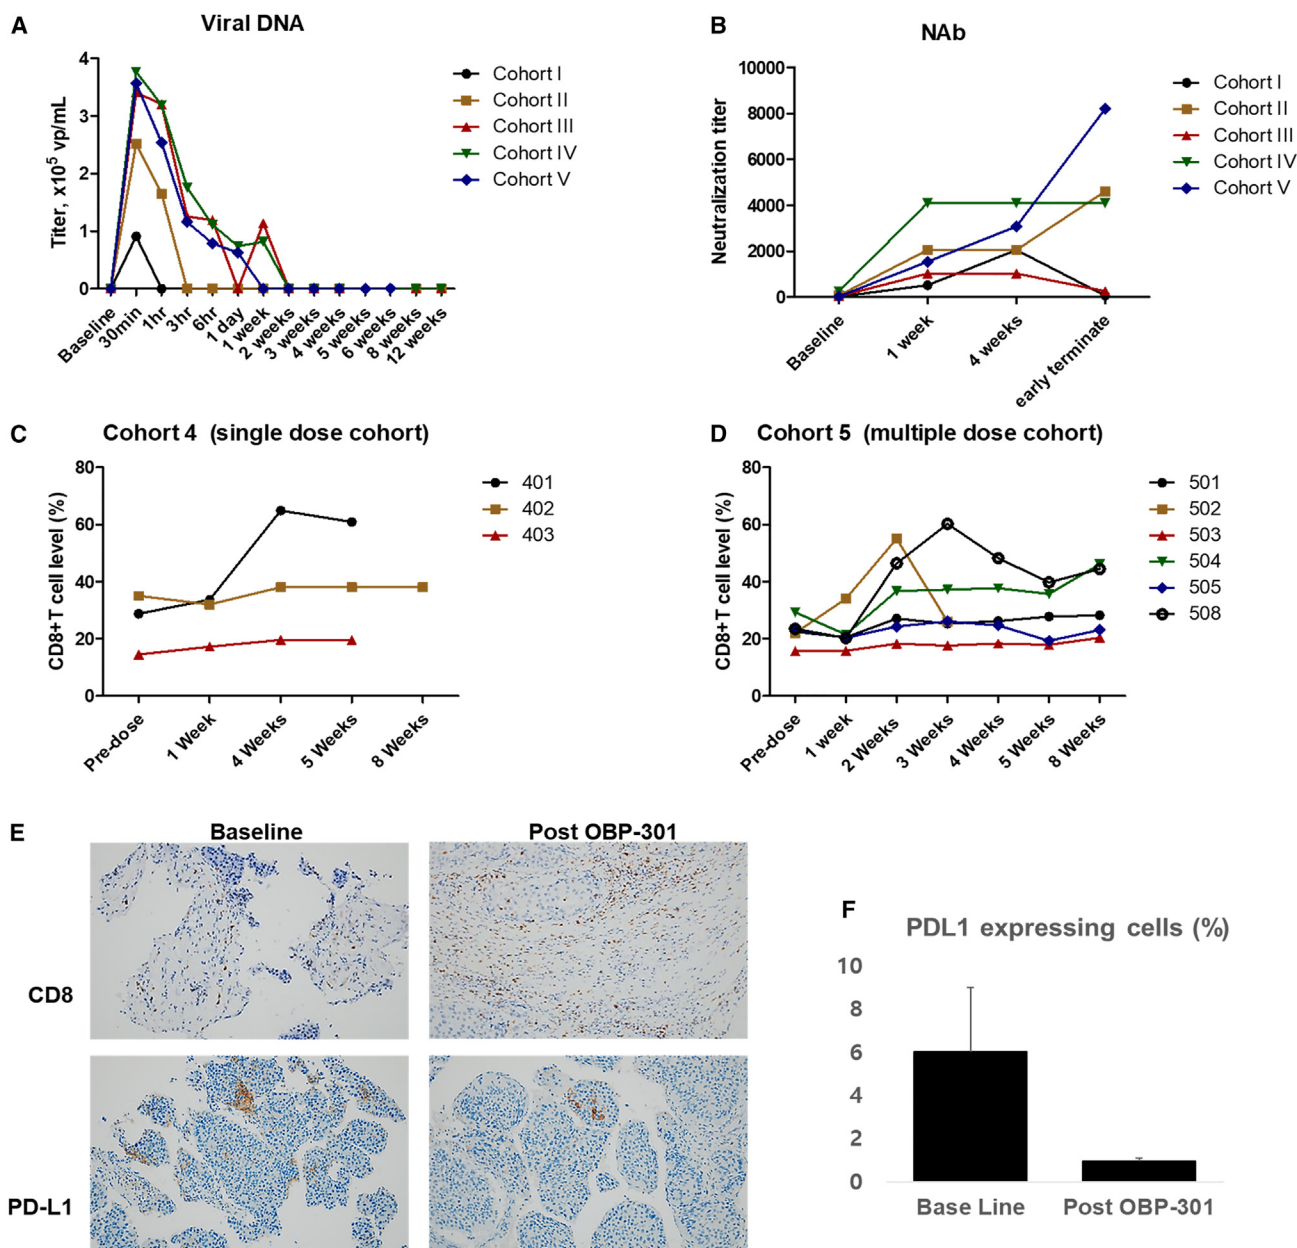 A
Viral DNA
4
3
2
1
0
Titer, x10⁵ vp/mL
Baseline
30min
1hr
3hr
6hr
1 day
1 week
2 weeks
3 weeks
4 weeks
5 weeks
6 weeks
8 weeks
12 weeks
Cohort I
Cohort II
Cohort III
Cohort IV
Cohort V
B
NAb
10000
8000
6000
4000
2000
0
Neutralization titer
Baseline
1 week
4 weeks
early terminate
Cohort I
Cohort II
Cohort III
Cohort IV
Cohort V
C
Cohort 4 (single dose cohort)
80
60
40
20
0
CD8+T cell level (%)
Pre-dose
1 Week
4 Weeks
5 Weeks
8 Weeks
401
402
403
D
Cohort 5 (multiple dose cohort)
80
60
40
20
0
CD8+T cell level (%)
Pre-dose
1 week
2 Weeks
3 Weeks
4 Weeks
5 Weeks
8 Weeks
501
502
503
504
505
508
E
Baseline
Post OBP-301
CD8
PD-L1
F
PDL1 expressing cells (%)
10
8
6
4
2
0
Base Line
Post OBP-301